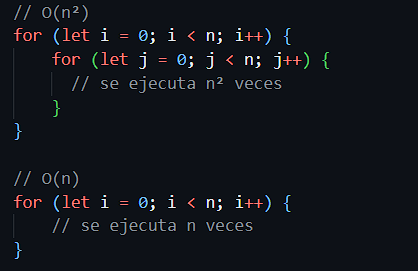 // O(n²)
for (let i = 0; i < n; i++) {
    for (let j = 0; j < n; j++) {
      // se ejecuta n² veces
    }
}

// O(n)
for (let i = 0; i < n; i++) {
    // se ejecuta n veces
}